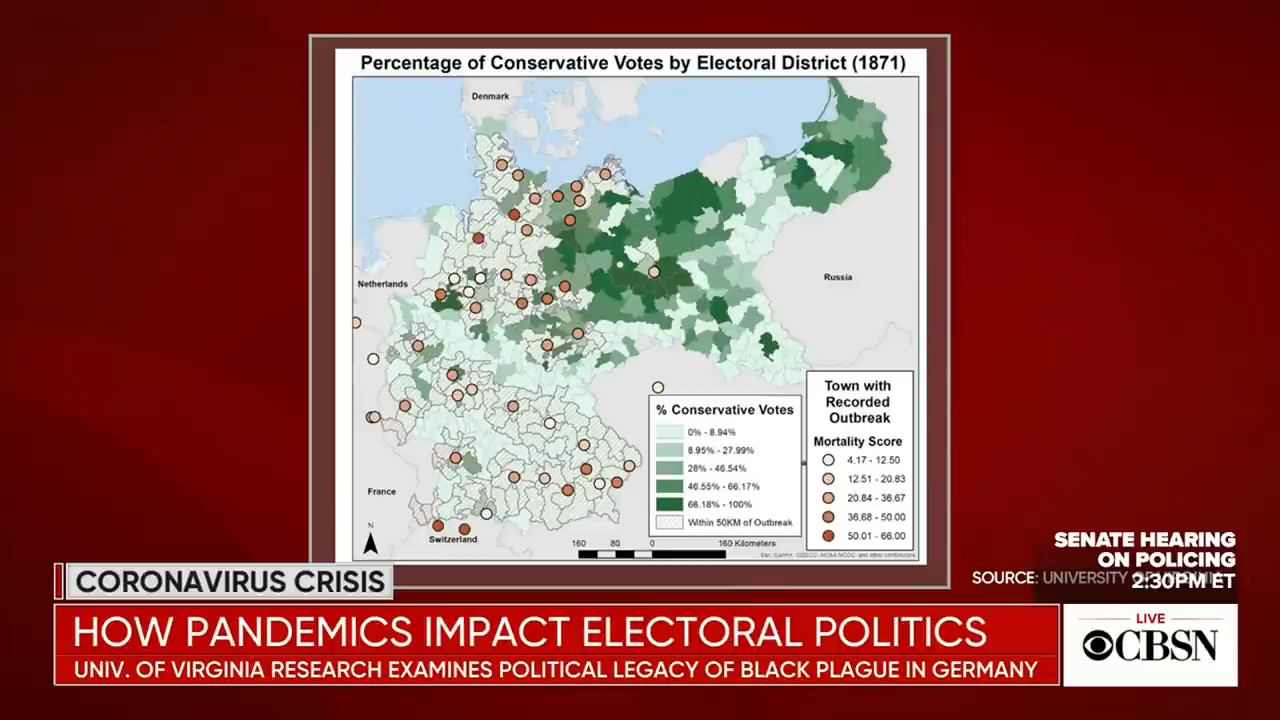 Percentage of Conservative Votes by Electoral District (1871)
Denmark
Netherlands
Russia
France
Switzerland
N
% Conservative Votes
0% - 8.94%
8.95% - 27.99%
28% - 46.54%
46.55% - 66.17%
66.18% - 100%
Within 50KM of Outbreak
Town with
Recorded
Outbreak
Mortality Score
4.17 - 12.50
12.51 - 20.83
20.84 - 36.67
36.68 - 50.00
50.01 - 66.00
160 80 0 160 Kilometers
SENATE HEARING
ON POLICING
2:30PM ET
SOURCE: UNIVERSITY
CORONAVIRUS CRISIS
HOW PANDEMICS IMPACT ELECTORAL POLITICS
UNIV. OF VIRGINIA RESEARCH EXAMINES POLITICAL LEGACY OF BLACK PLAGUE IN GERMANY
LIVE
CBSN